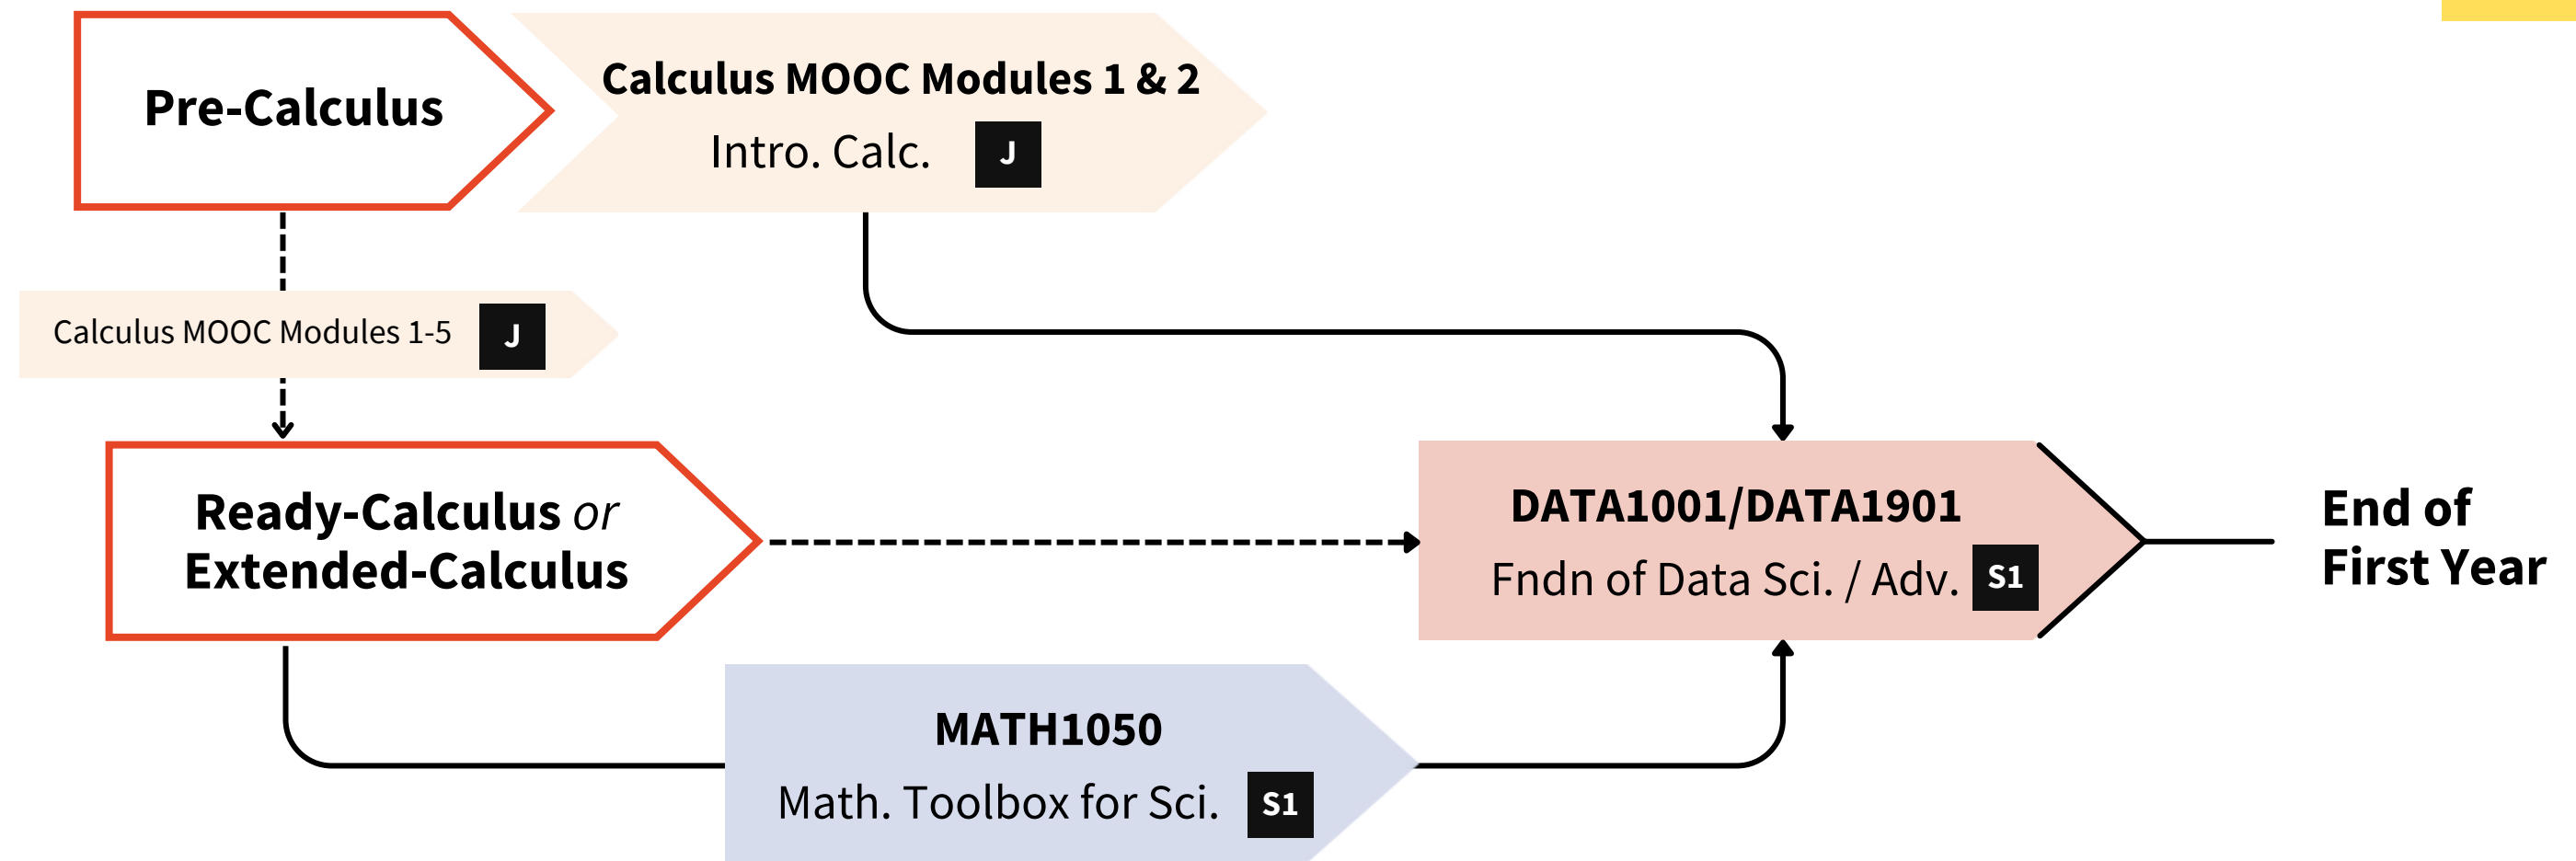 Pre-Calculus
Calculus MOOC Modules 1 & 2
Intro. Calc. J
Calculus MOOC Modules 1-5 J
Ready-Calculus or
Extended-Calculus
DATA1001/DATA1901
Fndn of Data Sci. / Adv. S1
End of
First Year
MATH1050
Math. Toolbox for Sci. S1